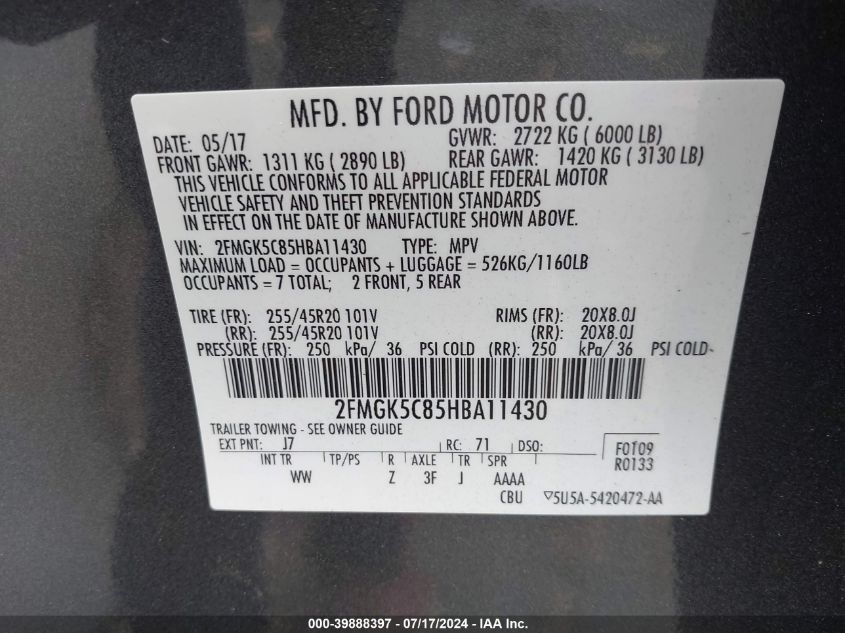 MFD. BY FORD MOTOR CO.
DATE: 05/17 GVWR: 2722 KG ( 6000 LB)
FRONT GAWR: 1311 KG ( 2890 LB) REAR GAWR: 1420 KG ( 3130 LB)
THIS VEHICLE CONFORMS TO ALL APPLICABLE FEDERAL MOTOR
VEHICLE SAFETY AND THEFT PREVENTION STANDARDS
IN EFFECT ON THE DATE OF MANUFACTURE SHOWN ABOVE.
VIN: 2FMGK5C85HBA11430 TYPE: MPV
MAXIMUM LOAD = OCCUPANTS + LUGGAGE = 526KG/1160LB
OCCUPANTS = 7 TOTAL; 2 FRONT, 5 REAR
TIRE (FR): 255/45R20 101V RIMS (FR): 20X8.0J
(RR): 255/45R20 101V (RR): 20X8.0J
PRESSURE (FR): 250 kPa/ 36 PSI COLD (RR): 250 kPa/ 36 PSI COLD
2FMGK5C85HBA11430
TRAILER TOWING - SEE OWNER GUIDE
EXT PNT: J7 RC: 71 DSO: F0109
R0133
INT TR TP/PS R AXLE TR SPR
WW Z 3F J AAAA
CBU ▽5U5A-5420472-AA
000-39888397 - 07/17/2024 - IAAI Inc.